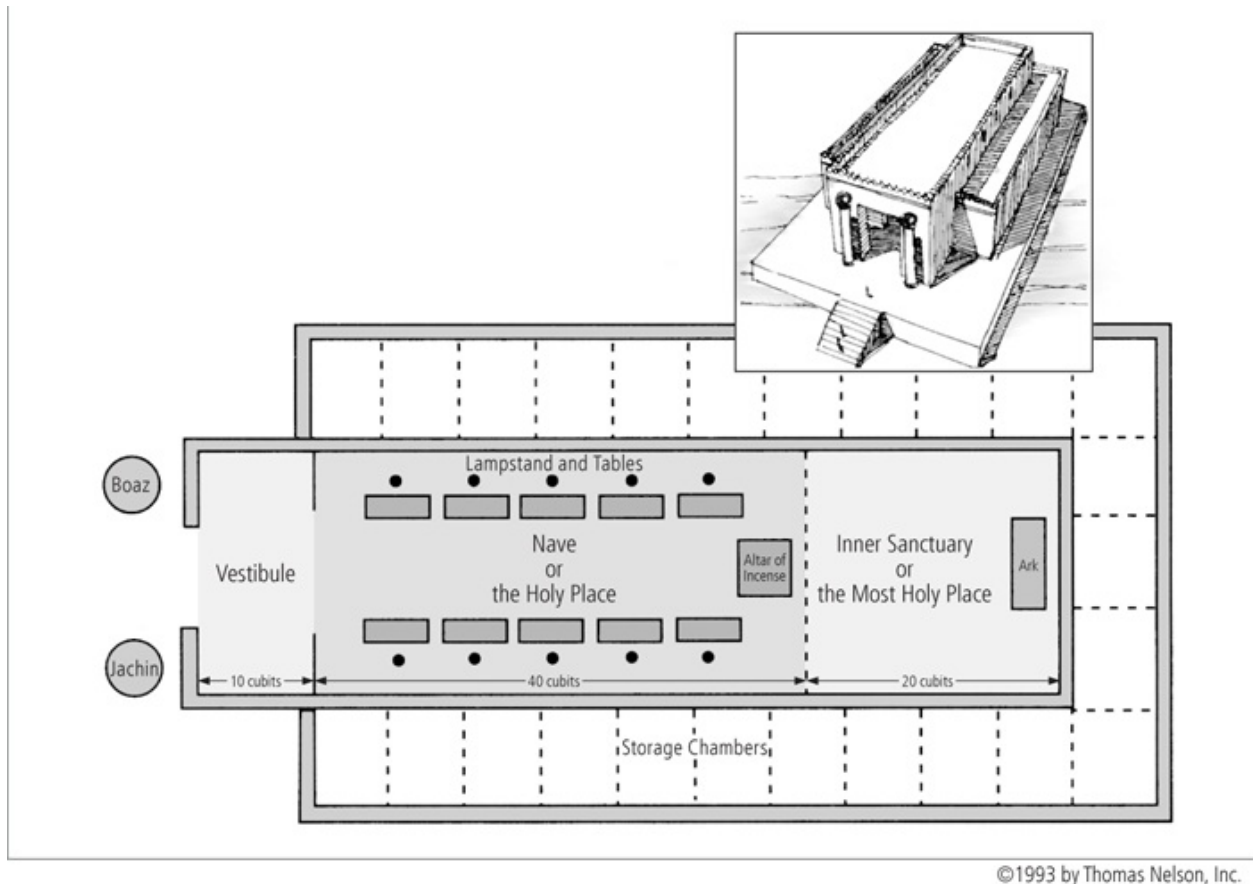 Boaz
Jachin
Vestibule
Lampstand and Tables
Nave
or
the Holy Place
Altar of
Incense
Inner Sanctuary
or
the Most Holy Place
Ark
10 cubits
40 cubits
20 cubits
Storage Chambers
©1993 by Thomas Nelson, Inc.